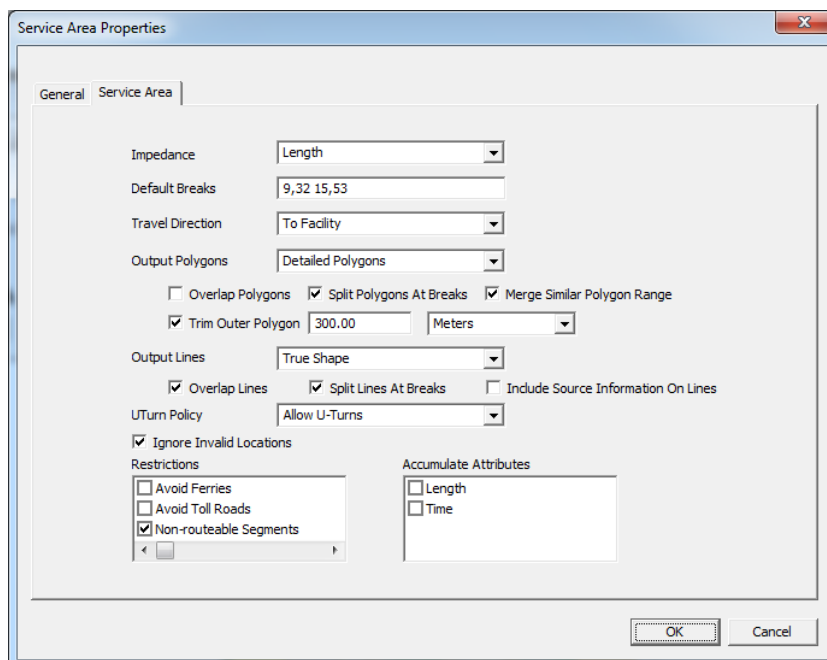 Service Area Properties
General Service Area
Impedance Length
Default Breaks 9,32 15,53
Travel Direction To Facility
Output Polygons Detailed Polygons
Overlap Polygons Split Polygons At Breaks Merge Similar Polygon Range
Trim Outer Polygon 300.00 Meters
Output Lines True Shape
Overlap Lines Split Lines At Breaks Include Source Information On Lines
UTurn Policy Allow U-Turns
Ignore Invalid Locations
Restrictions Accumulate Attributes
Avoid Ferries Length
Avoid Toll Roads Time
Non-routeable Segments
OK Cancel